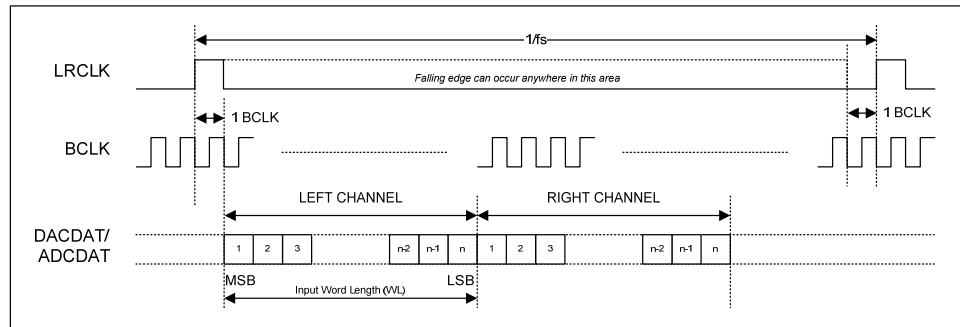 1/fs
LRCLK
Falling edge can occur anywhere in this area
1 BCLK
1 BCLK
BCLK
LEFT CHANNEL
RIGHT CHANNEL
DACDAT/
ADCDAT
1 2 3 n-2 n-1 n 1 2 3 n-2 n-1 n
MSB
LSB
Input Word Length (WL)